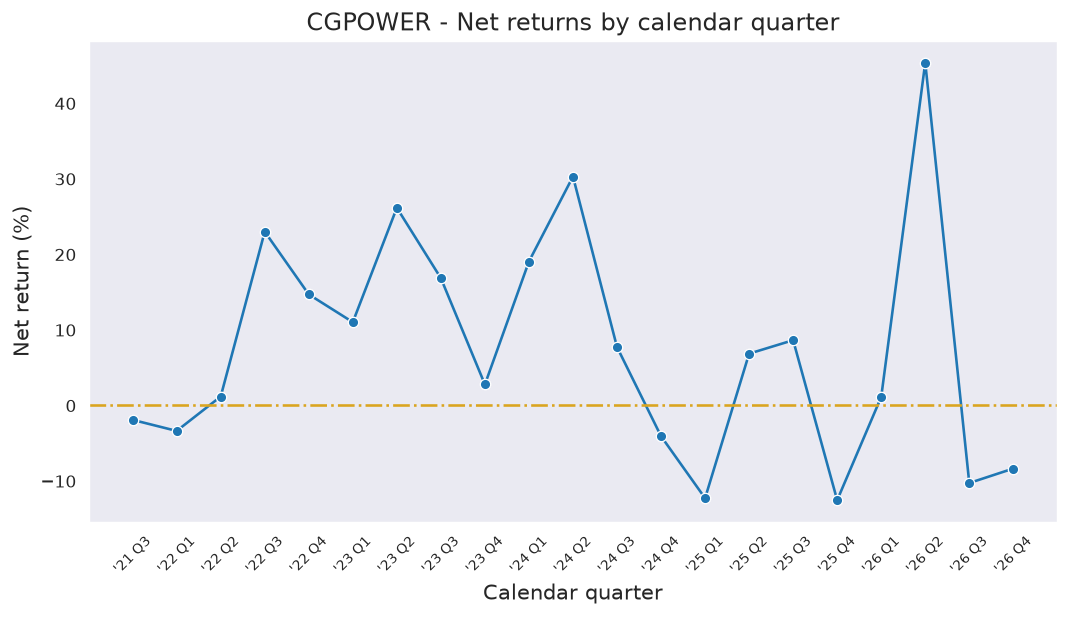 CGPOWER - Net returns by calendar quarter
Net return (%)
40
30
20
10
0
−10
'21 Q3
'22 Q1
'22 Q2
'22 Q3
'22 Q4
'23 Q1
'23 Q2
'23 Q3
'23 Q4
'24 Q1
'24 Q2
'24 Q3
'24 Q4
'25 Q1
'25 Q2
'25 Q3
'25 Q4
'26 Q1
'26 Q2
'26 Q3
'26 Q4
Calendar quarter